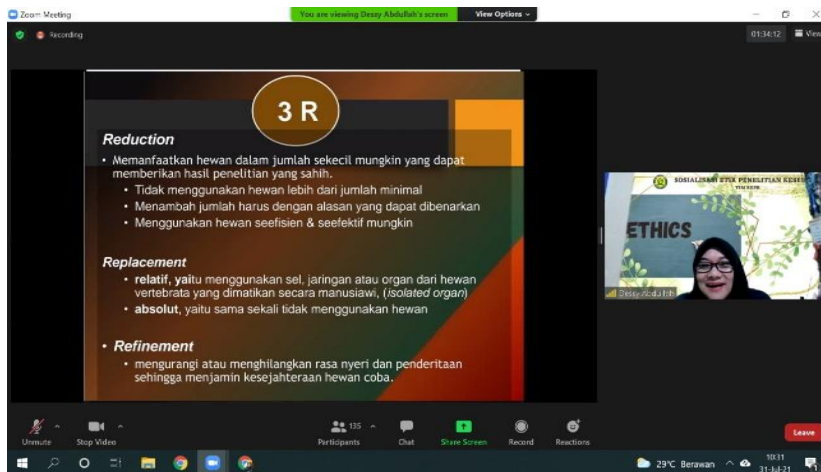 Zoom Meeting
You are viewing Dessy Abdullah's screen View Options
Recording
01:34:12 View
3 R
Reduction
• Memanfaatkan hewan dalam jumlah sekecil mungkin yang dapat
memberikan hasil penelitian yang sahih.
• Tidak menggunakan hewan lebih dari jumlah minimal
• Menambah jumlah harus dengan alasan yang dapat dibenarkan
• Menggunakan hewan seefisien & seefektif mungkin
Replacement
• relatif, yaitu menggunakan sel, jaringan atau organ dari hewan
vertebrata yang dimatikan secara manusiawi, (isolated organ)
• absolut, yaitu sama sekali tidak menggunakan hewan
• Refinement
• mengurangi atau menghilangkan rasa nyeri dan penderitaan
sehingga menjamin kesejahteraan hewan coba.
SOSIALISASI ETIK PENELITIAN
ETHICS
Dessy Abdullah
135
Unmute Stop Video Participants Chat Share Screen Record Reactions Leave
29°C Berawan
10:31
31-Jul-21